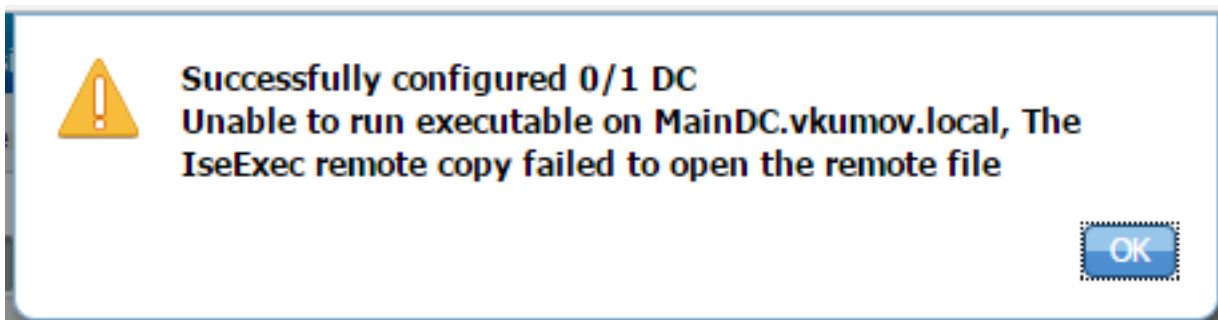 Successfully configured 0/1 DC
Unable to run executable on MainDC.vkumov.local, The
IseExec remote copy failed to open the remote file
OK